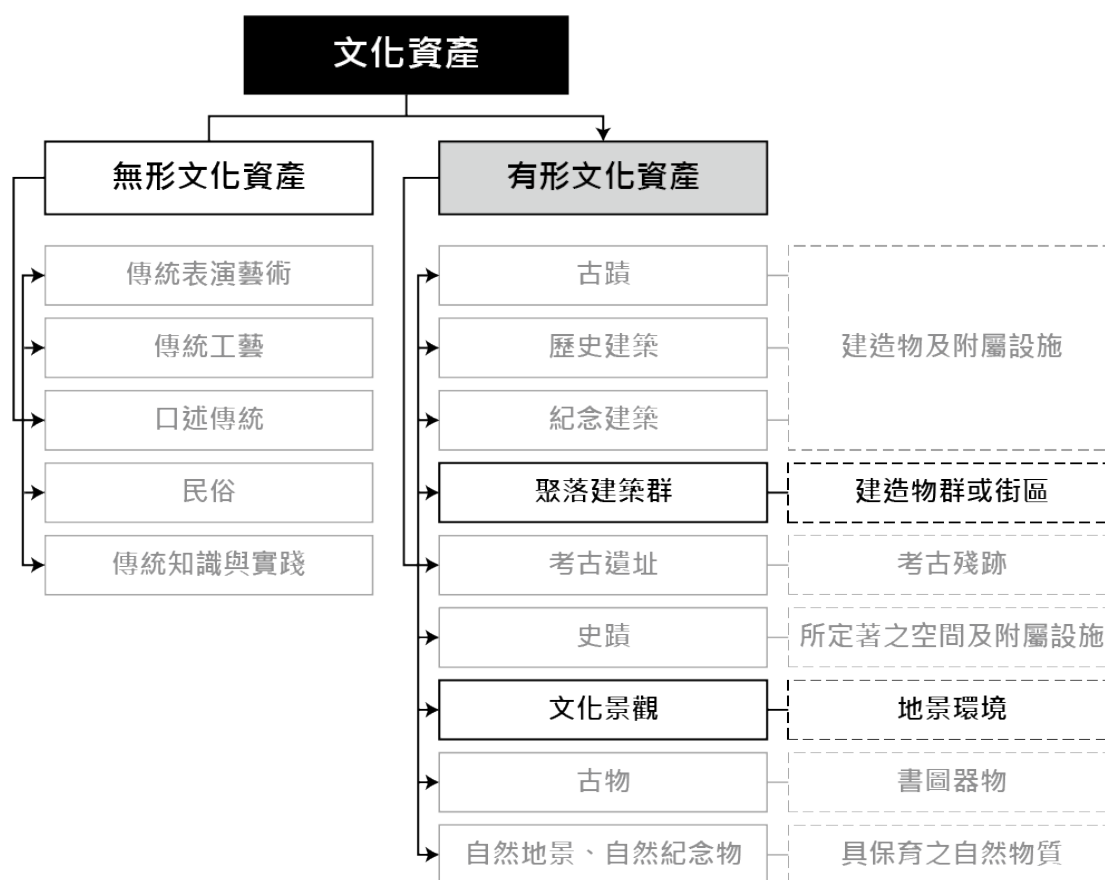 文化資產
無形文化資產
有形文化資產
傳統表演藝術
傳統工藝
口述傳統
民俗
傳統知識與實踐
古蹟
歷史建築
紀念建築
建造物及附屬設施
聚落建築群
建造物群或街區
考古遺址
考古殘跡
史蹟
所定著之空間及附屬設施
文化景觀
地景環境
古物
書圖器物
自然地景、自然紀念物
具保育之自然物質